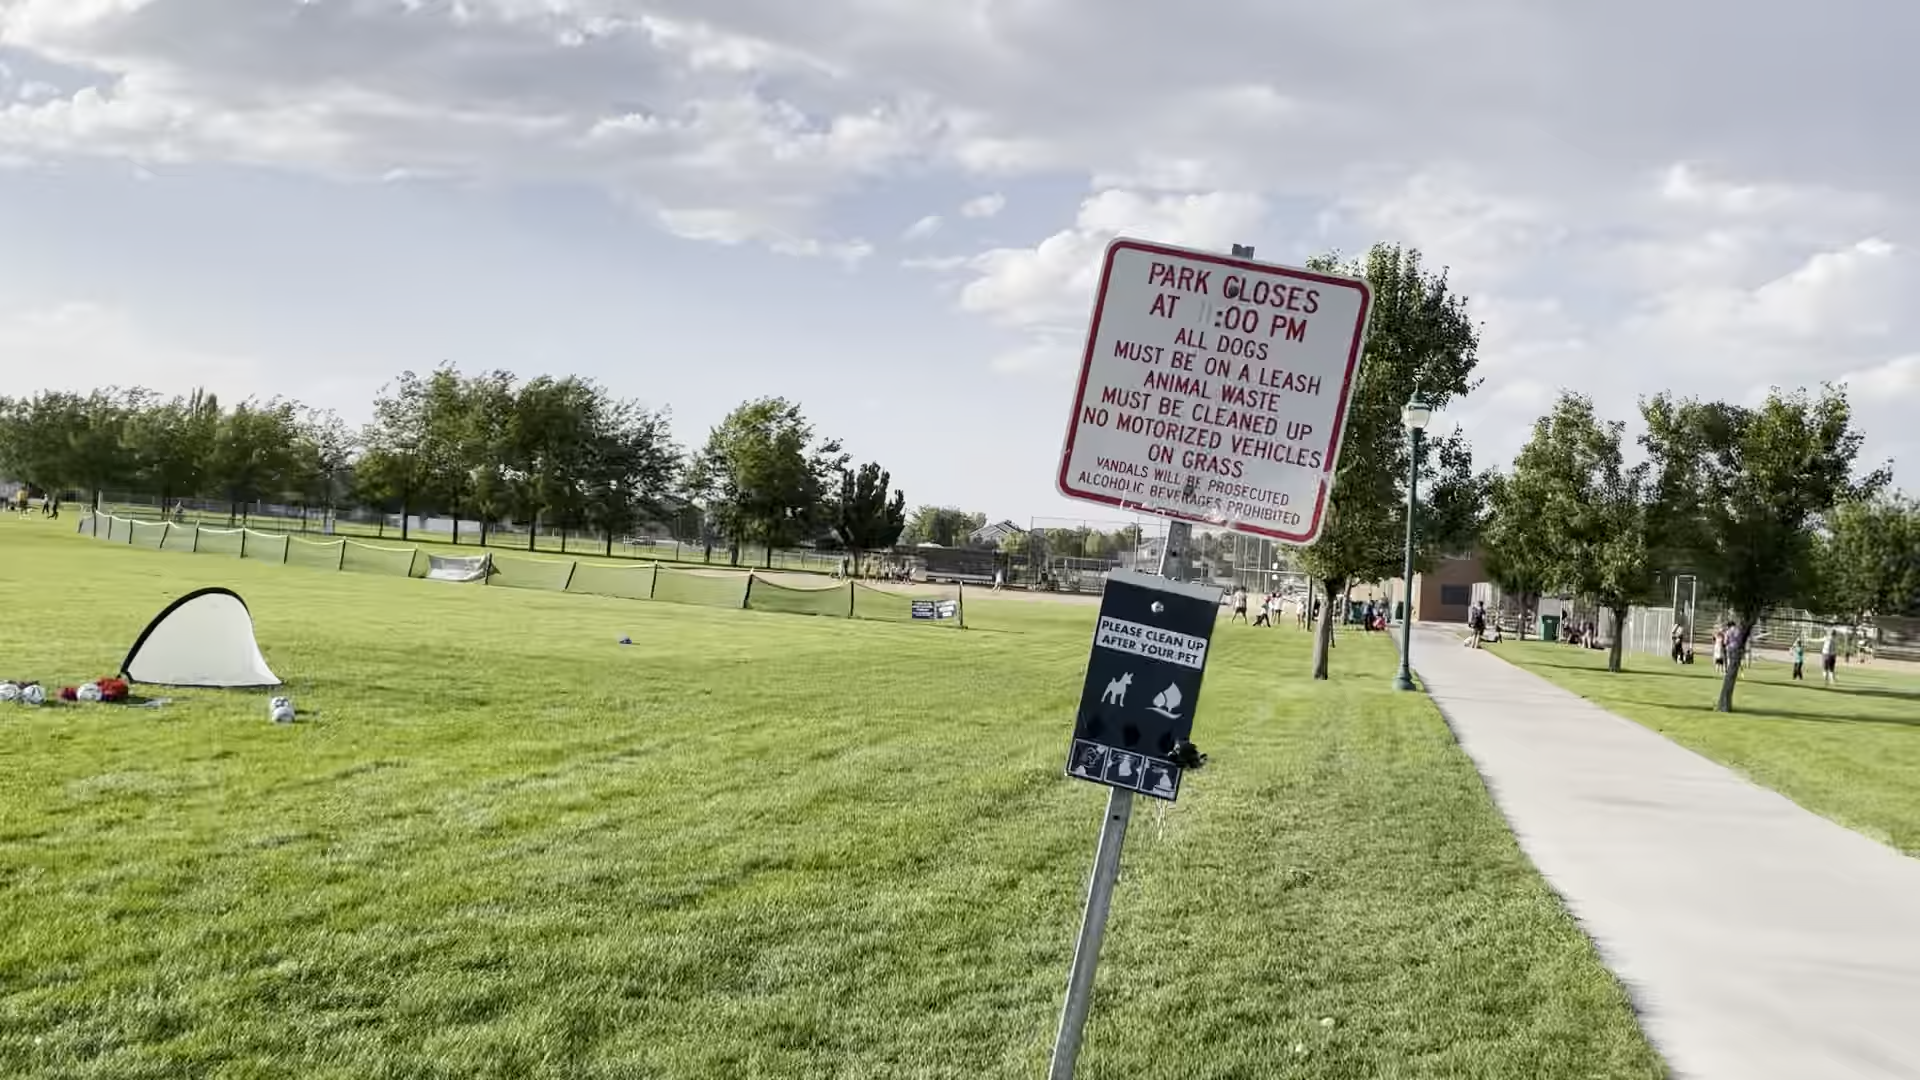 PARK CLOSES
AT 11:00 PM
ALL DOGS
MUST BE ON A LEASH
ANIMAL WASTE
MUST BE CLEANED UP
NO MOTORIZED VEHICLES
ON GRASS
VANDALS WILL BE PROSECUTED
ALCOHOLIC BEVERAGES PROHIBITED
PLEASE CLEAN UP
AFTER YOUR PET